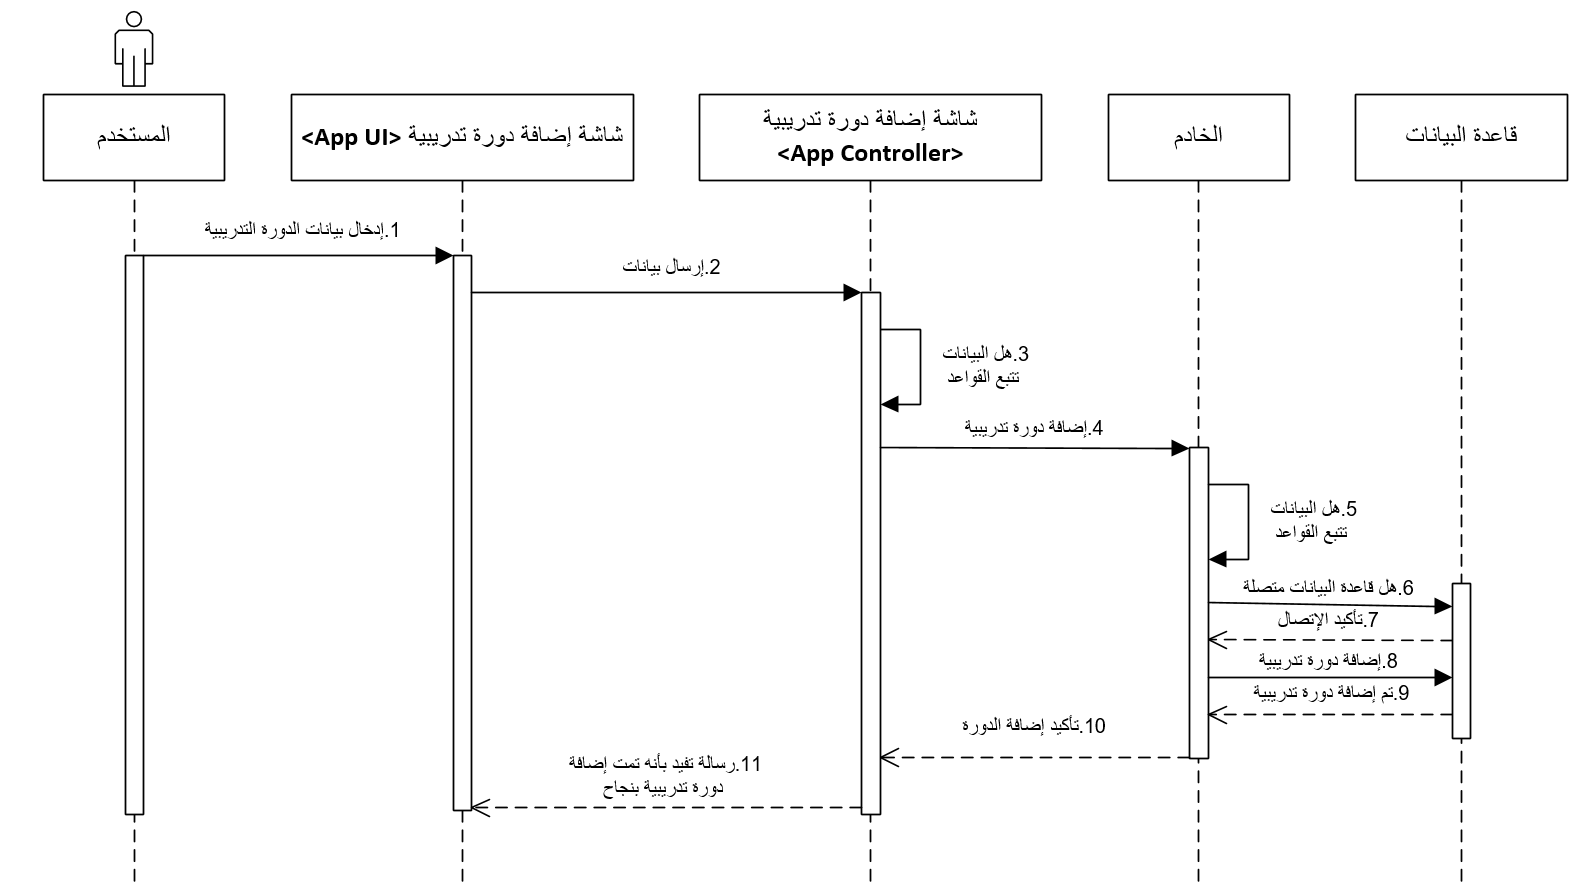 المستخدم
شاشة إضافة دورة تدريبية <App UI>
شاشة إضافة دورة تدريبية
<App Controller>
الخادم
قاعدة البيانات
1.إدخال بيانات الدورة التدريبية
2.إرسال بيانات
3.هل البيانات
تتبع القواعد
4.إضافة دورة تدريبية
5.هل البيانات
تتبع القواعد
6.هل قاعدة البيانات متصلة
7.تأكيد الإتصال
8.إضافة دورة تدريبية
9.تم إضافة دورة تدريبية
10.تأكيد إضافة الدورة
11.رسالة تفيد بأنه تمت إضافة
دورة تدريبية بنجاح